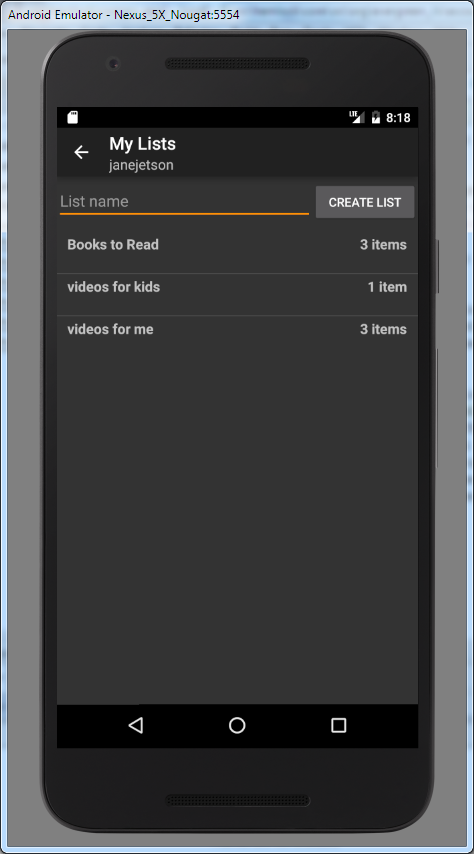 Android Emulator - Nexus_5X_Nougat:5554
LTE 8:18
My Lists
janejetson
List name CREATE LIST
Books to Read 3 items
videos for kids 1 item
videos for me 3 items